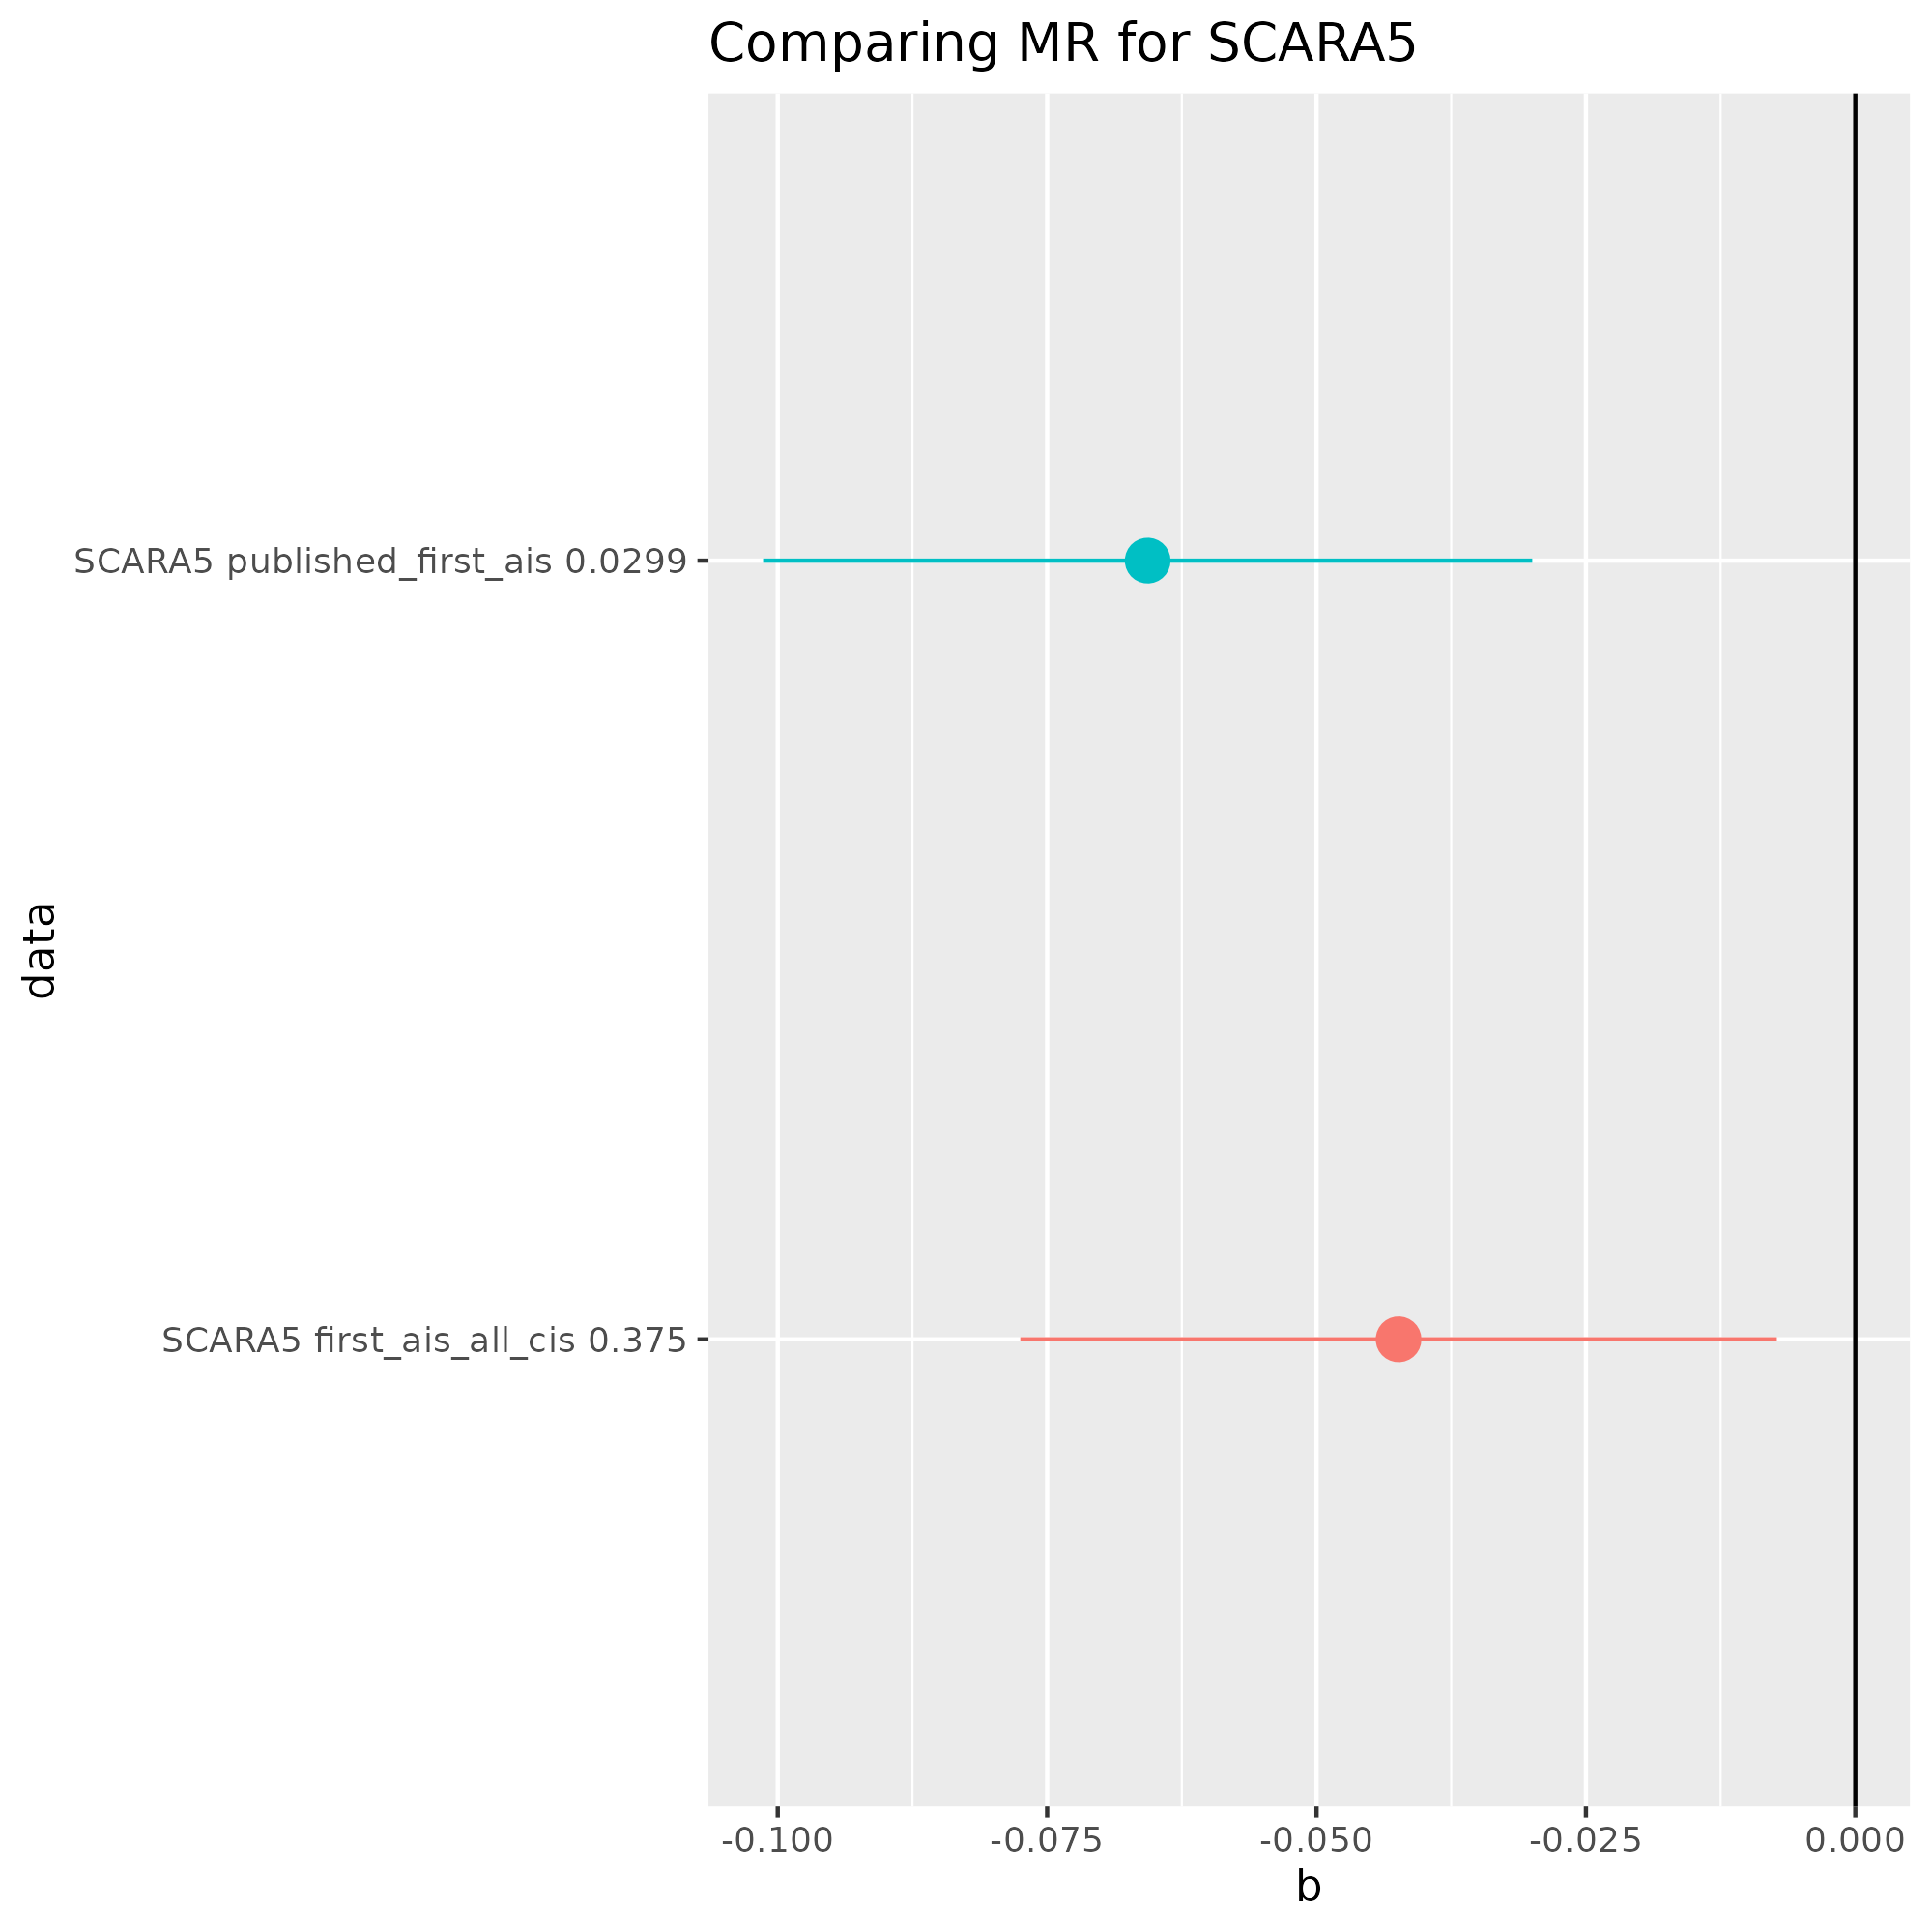 Comparing MR for SCARA5
SCARA5 published_first_ais 0.0299
data
SCARA5 first_ais_all_cis 0.375
-0.100 -0.075 -0.050 -0.025 0.000
b